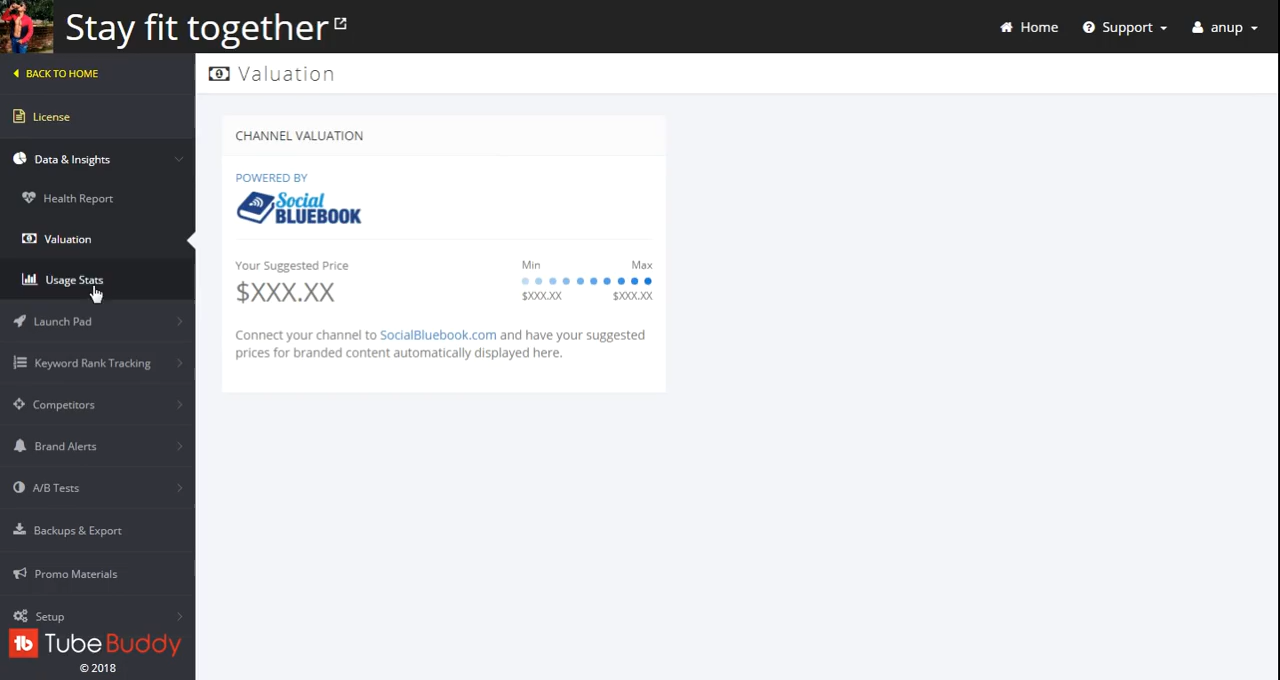 Stay fit together
Home
Support
anup
BACK TO HOME
Valuation
License
Data & Insights
Health Report
Valuation
Usage Stats
Launch Pad
Keyword Rank Tracking
Competitors
Brand Alerts
A/B Tests
Backups & Export
Promo Materials
Setup
TubeBuddy
© 2018
CHANNEL VALUATION
POWERED BY
Social
BLUEBOOK
Your Suggested Price
$XXX.XX
Min Max
$XXX.XX $XXX.XX
Connect your channel to SocialBluebook.com and have your suggested
prices for branded content automatically displayed here.